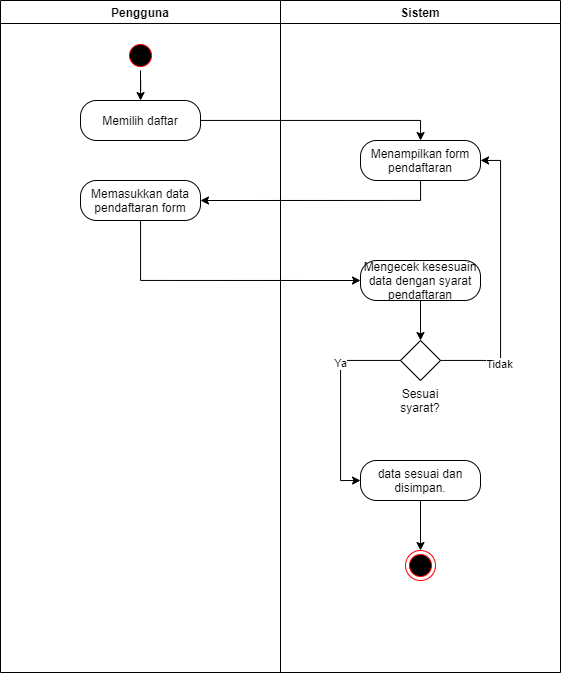 Pengguna
Sistem
Memilih daftar
Menampilkan form
pendaftaran
Memasukkan data
pendaftaran form
Mengecek kesesuain
data dengan syarat
pendaftaran
Ya
Tidak
Sesuai
syarat?
data sesuai dan
disimpan.